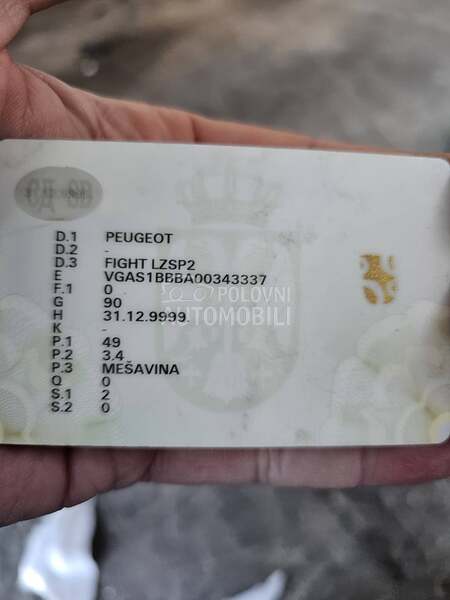 D.1 PEUGEOT
D.2 -
D.3 FIGHT LZSP2
E VGAS1BBBA00343337
F.1 0
G 90
H 31.12.9999.
K -
P.1 49
P.2 3.4
P.3 MEŠAVINA
Q 0
S.1 2
S.2 0
POLOVNI
AUTOMOBILI